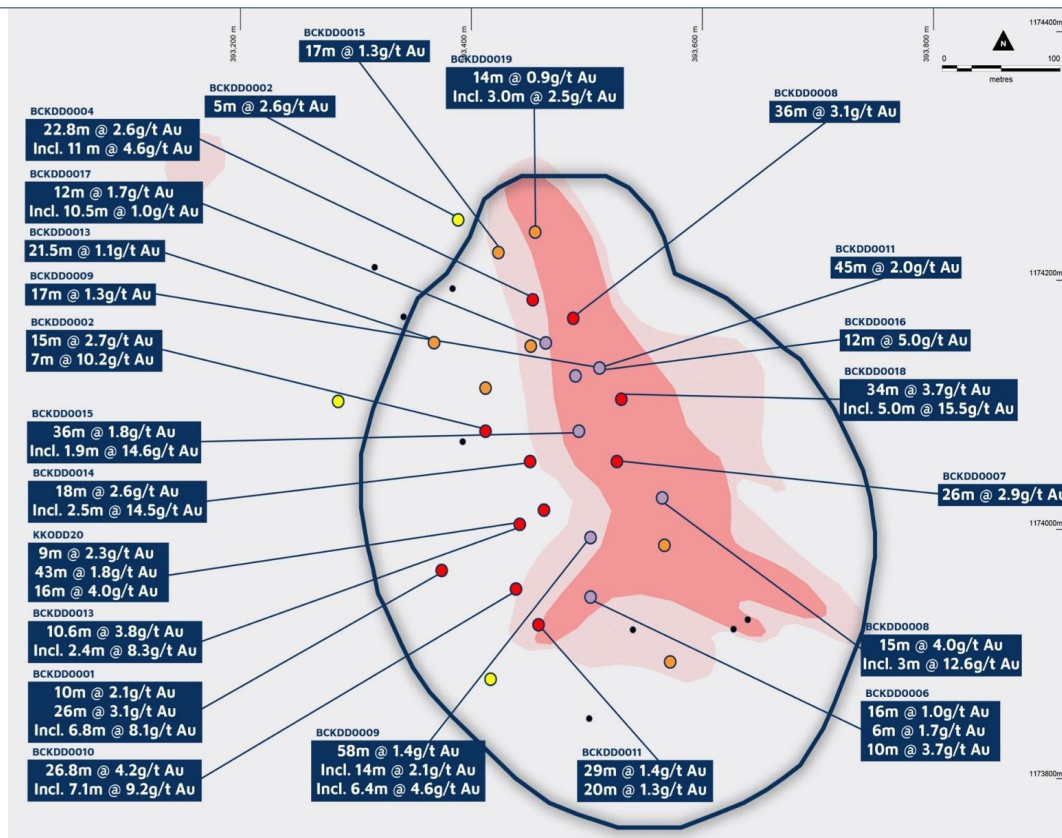 393,200 m
393,400 m
393,600 m
393,800 m
1174400m
N
0 100
metres
BCKDD0015
17m @ 1.3g/t Au
BCKDD0019
14m @ 0.9g/t Au
Incl. 3.0m @ 2.5g/t Au
BCKDD0002
5m @ 2.6g/t Au
BCKDD0008
36m @ 3.1g/t Au
BCKDD0004
22.8m @ 2.6g/t Au
Incl. 11 m @ 4.6g/t Au
BCKDD0017
12m @ 1.7g/t Au
Incl. 10.5m @ 1.0g/t Au
BCKDD0013
21.5m @ 1.1g/t Au
BCKDD0009
17m @ 1.3g/t Au
BCKDD0002
15m @ 2.7g/t Au
7m @ 10.2g/t Au
BCKDD0015
36m @ 1.8g/t Au
Incl. 1.9m @ 14.6g/t Au
BCKDD0014
18m @ 2.6g/t Au
Incl. 2.5m @ 14.5g/t Au
KKODD20
9m @ 2.3g/t Au
43m @ 1.8g/t Au
16m @ 4.0g/t Au
BCKDD0013
10.6m @ 3.8g/t Au
Incl. 2.4m @ 8.3g/t Au
BCKDD0001
10m @ 2.1g/t Au
26m @ 3.1g/t Au
Incl. 6.8m @ 8.1g/t Au
BCKDD0010
26.8m @ 4.2g/t Au
Incl. 7.1m @ 9.2g/t Au
BCKDD0009
58m @ 1.4g/t Au
Incl. 14m @ 2.1g/t Au
Incl. 6.4m @ 4.6g/t Au
BCKDD0011
29m @ 1.4g/t Au
20m @ 1.3g/t Au
BCKDD0011
45m @ 2.0g/t Au
1174200m
BCKDD0016
12m @ 5.0g/t Au
BCKDD0018
34m @ 3.7g/t Au
Incl. 5.0m @ 15.5g/t Au
BCKDD0007
26m @ 2.9g/t Au
1174000m
BCKDD0008
15m @ 4.0g/t Au
Incl. 3m @ 12.6g/t Au
BCKDD0006
16m @ 1.0g/t Au
6m @ 1.7g/t Au
10m @ 3.7g/t Au
1173800m